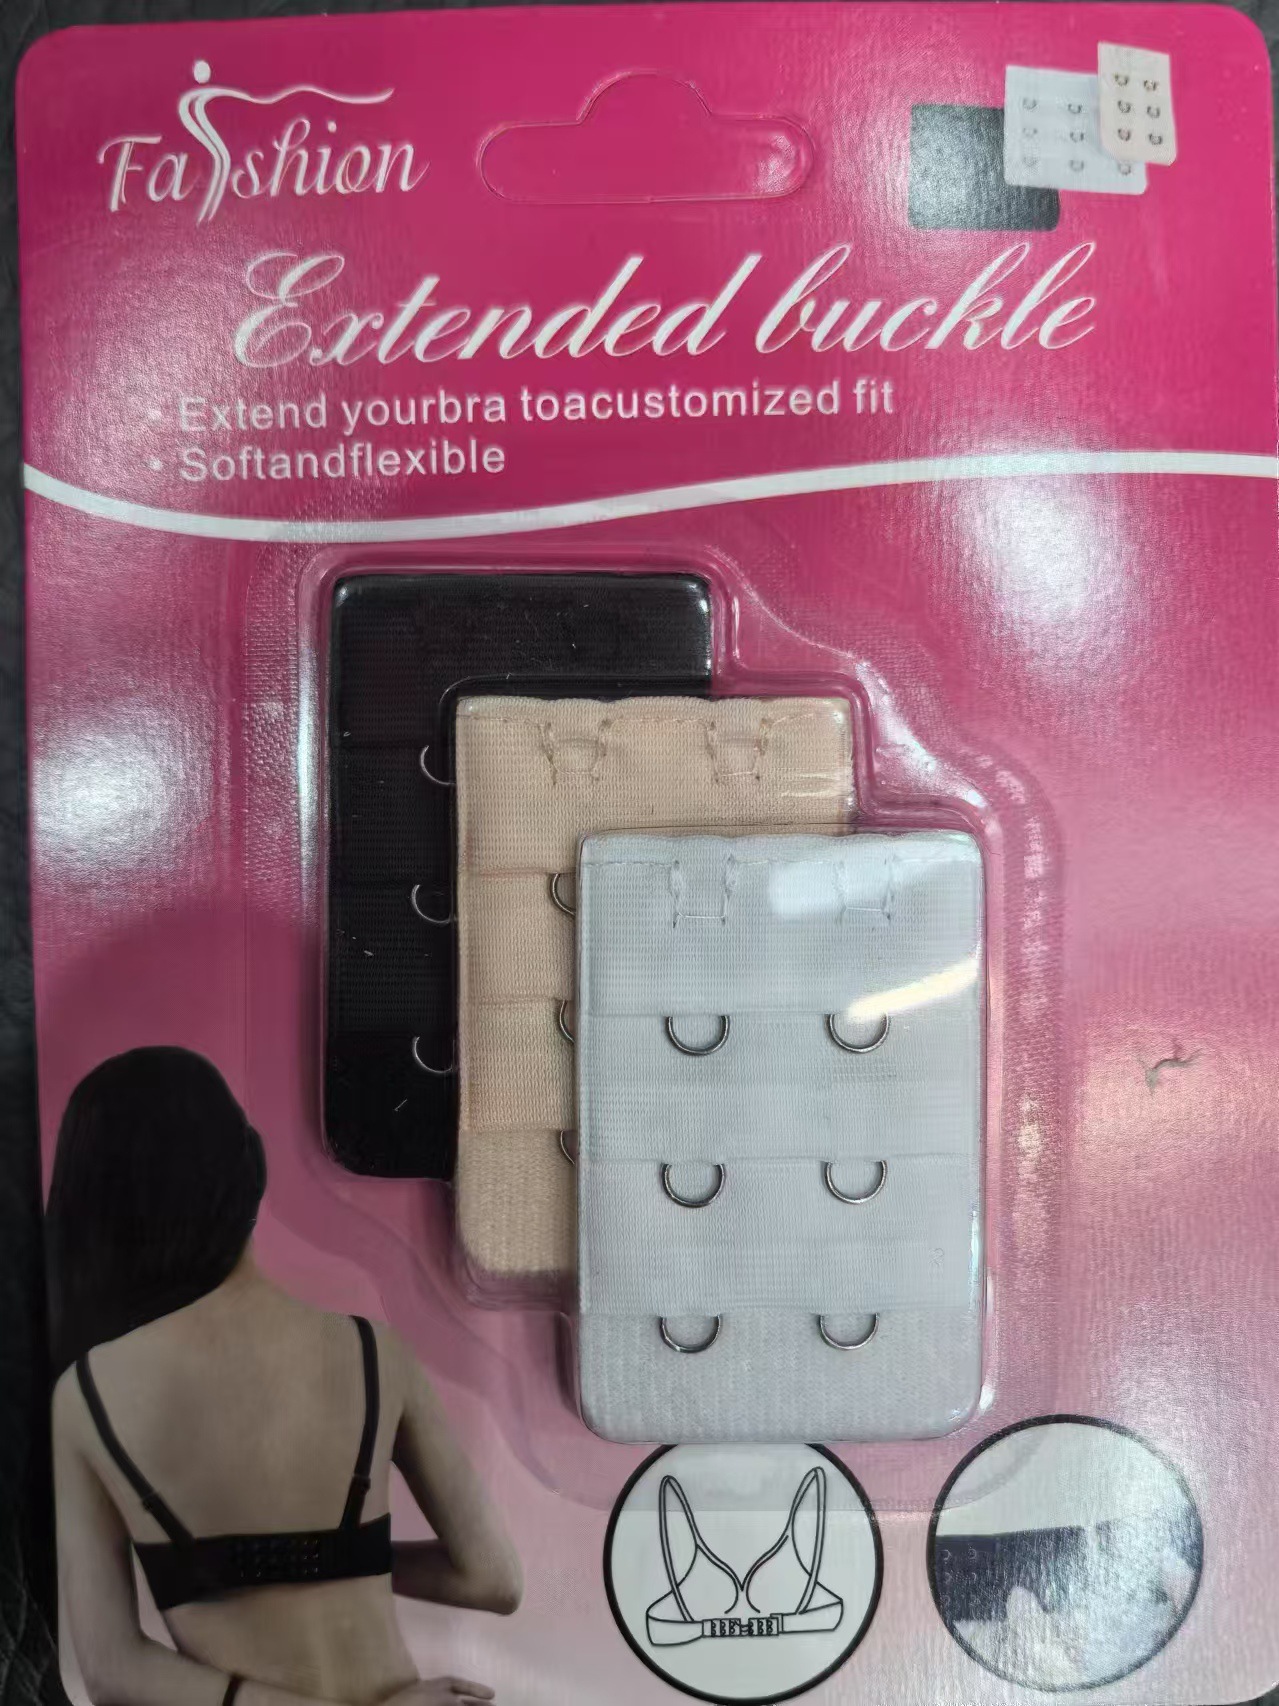 Fashion
Extended buckle
• Extend yourbra toacustomized fit
• Softandflexible